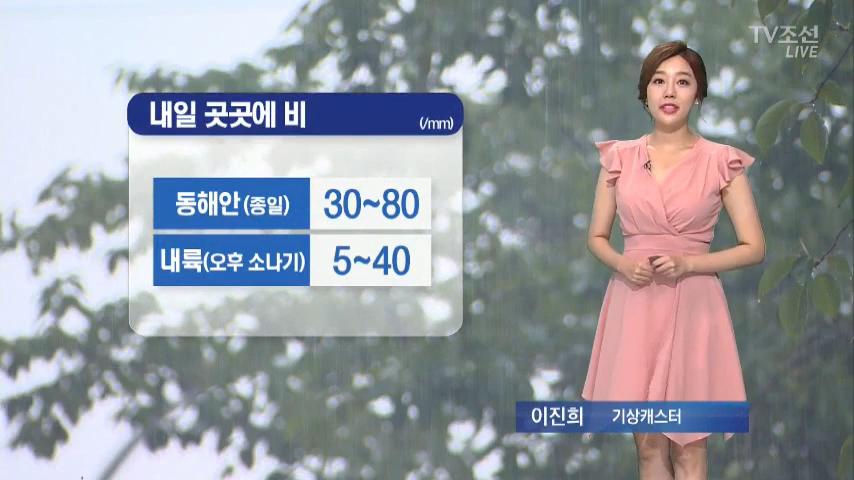 TV조선
LIVE
내일 곳곳에 비
(/mm)
동해안 (종일) 30~80
내륙(오후 소나기) 5~40
이진희 기상캐스터